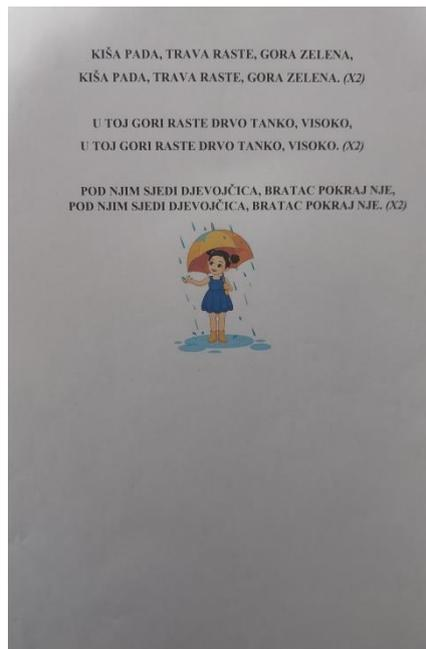 KIŠA PADA, TRAVA RASTE, GORA ZELENA,
KIŠA PADA, TRAVA RASTE, GORA ZELENA. (X2)
U TOJ GORI RASTE DRVO TANKO, VISOKO,
U TOJ GORI RASTE DRVO TANKO, VISOKO. (X2)
POD NJIM SJEDI DJEVOJČICA, BRATAC POKRAJ NJE,
POD NJIM SJEDI DJEVOJČICA, BRATAC POKRAJ NJE. (X2)